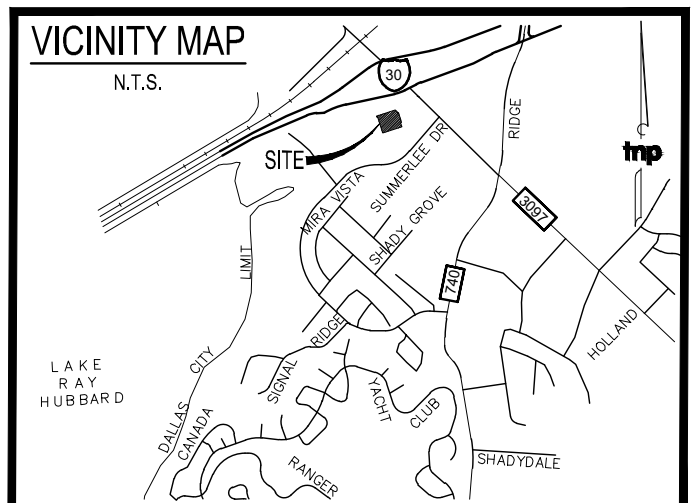 VICINITY MAP
N.T.S.
30
SITE
RIDGE
tnp
SUMMERLEE DR
MIRA VISTA
SHADY GROVE
3097
740
LIMIT
CITY
DALLAS
RIDGE
SIGNAL
HOLLAND
LAKE
RAY
HUBBARD
CANADA
YACHT
CLUB
RANGER
SHADYDALE